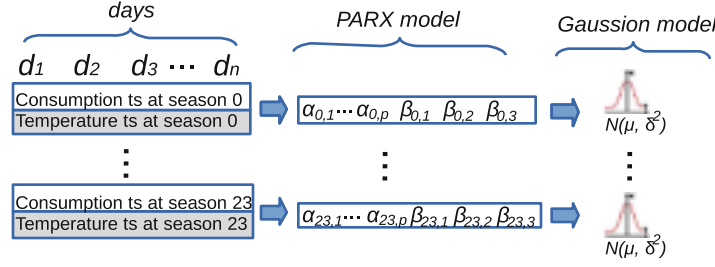 days
PARX model
Gaussion model
d1 d2 d3 ··· dn
Consumption ts at season 0
Temperature ts at season 0
α0,1··· α0,p β0,1 β0,2 β0,3
N(μ, δ²)
Consumption ts at season 23
Temperature ts at season 23
α23,1··· α23,p β23,1 β23,2 β23,3
N(μ, δ²)